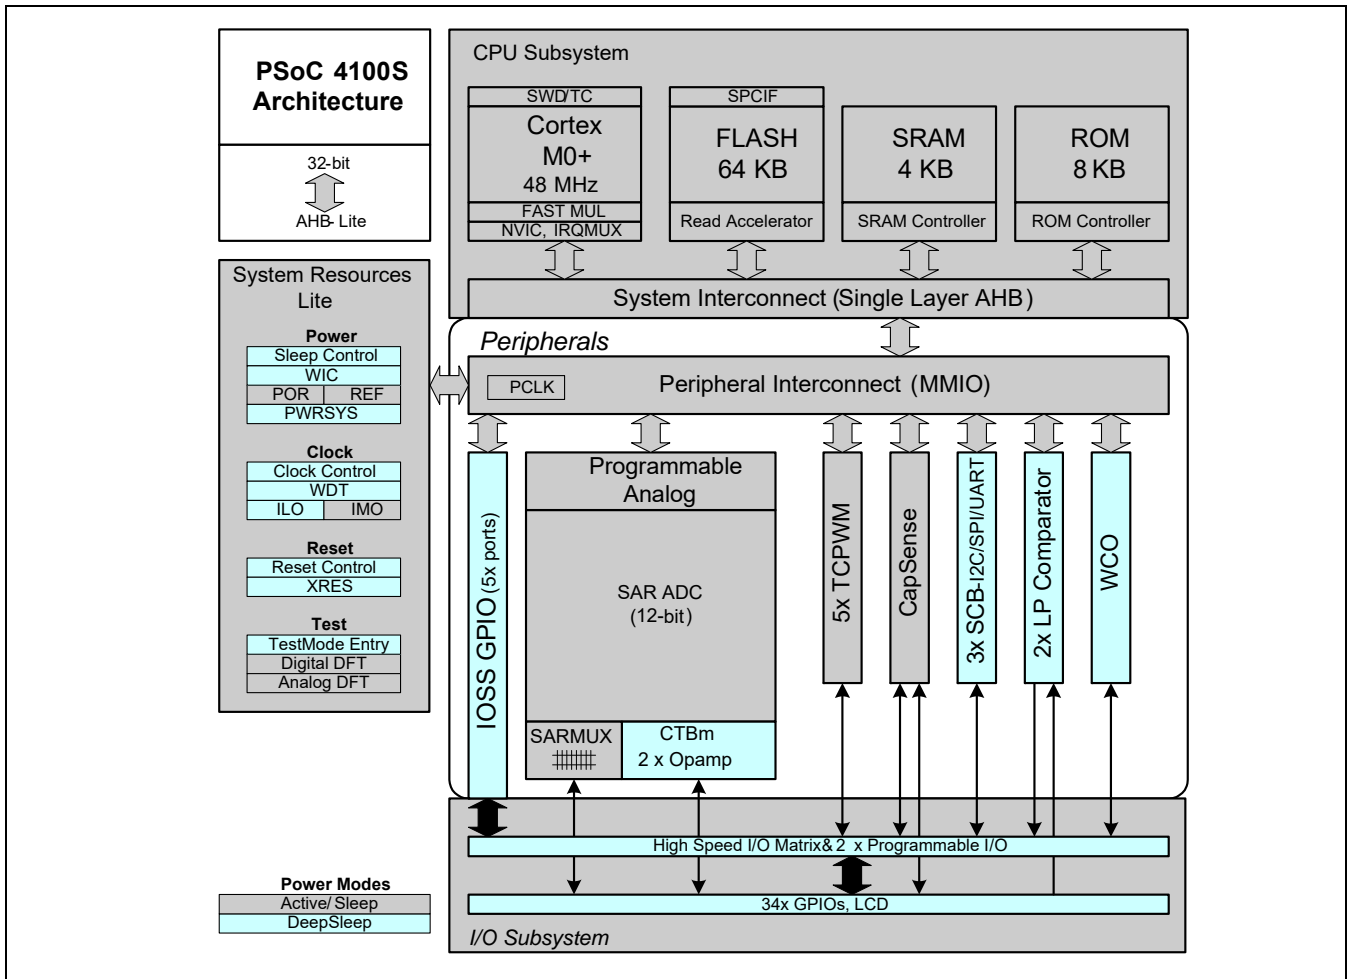 PSoC 4100S
Architecture
32-bit
AHB- Lite
CPU Subsystem
SWD/TC
Cortex
M0+
48 MHz
FAST MUL
NVIC, IRQMUX
SPCIF
FLASH
64 KB
Read Accelerator
SRAM
4 KB
SRAM Controller
ROM
8 KB
ROM Controller
System Interconnect (Single Layer AHB)
System Resources
Lite
Power
Sleep Control
WIC
POR REF
PWRSYS
Clock
Clock Control
WDT
ILO IMO
Reset
Reset Control
XRES
Test
TestMode Entry
Digital DFT
Analog DFT
Peripherals
PCLK
Peripheral Interconnect (MMIO)
IOSS GPIO (5x ports)
Programmable
Analog
SAR ADC
(12-bit)
SARMUX
CTBm
2 x Opamp
5x TCPWM
CapSense
3x SCB-I2C/SPI/UART
2x LP Comparator
WCO
High Speed I/O Matrix& 2 x Programmable I/O
34x GPIOs, LCD
I/O Subsystem
Power Modes
Active/ Sleep
DeepSleep